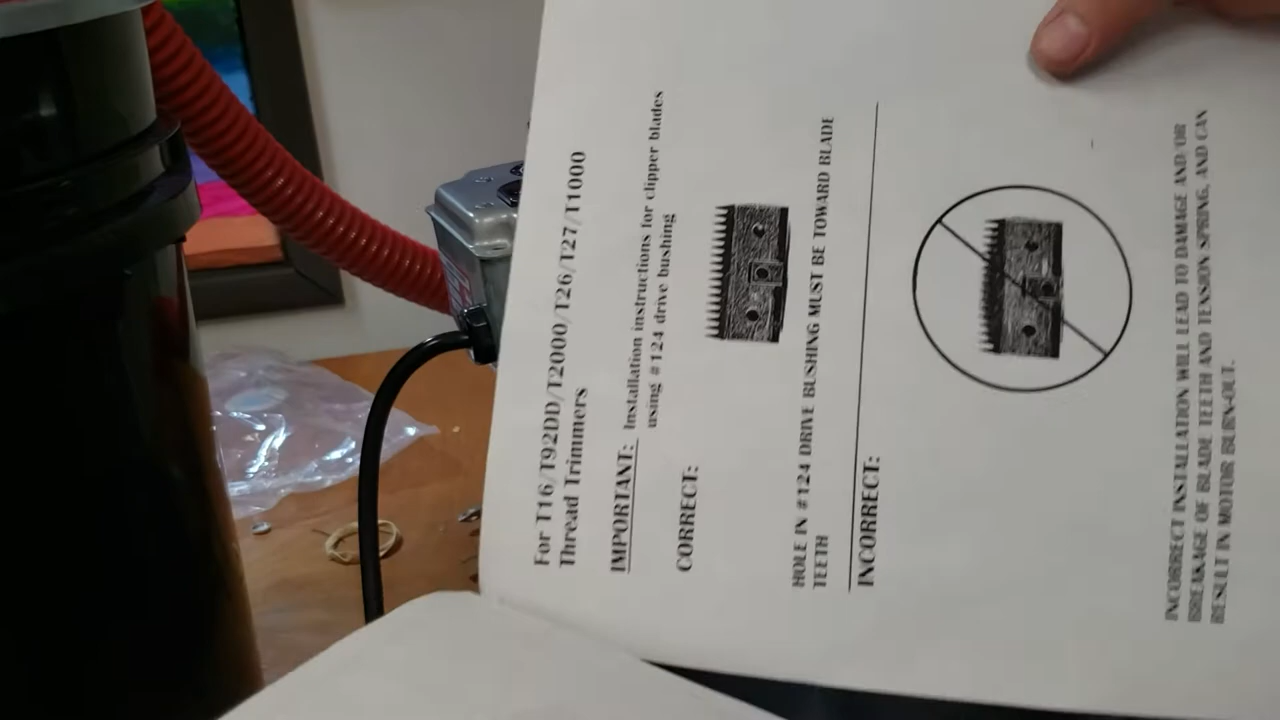 For T16/T92DD/T2000/T26/T27/T1000
Thread Trimmers
IMPORTANT: Installation instructions for clipper blades
using #124 drive bushing
CORRECT:
HOLE IN #124 DRIVE BUSHING MUST BE TOWARD BLADE
TEETH
INCORRECT:
INCORRECT INSTALLATION WILL LEAD TO DAMAGE AND/OR
BREAKAGE OF BLADE TEETH AND TENSION SPRING, AND CAN
RESULT IN MOTOR BURN-OUT.